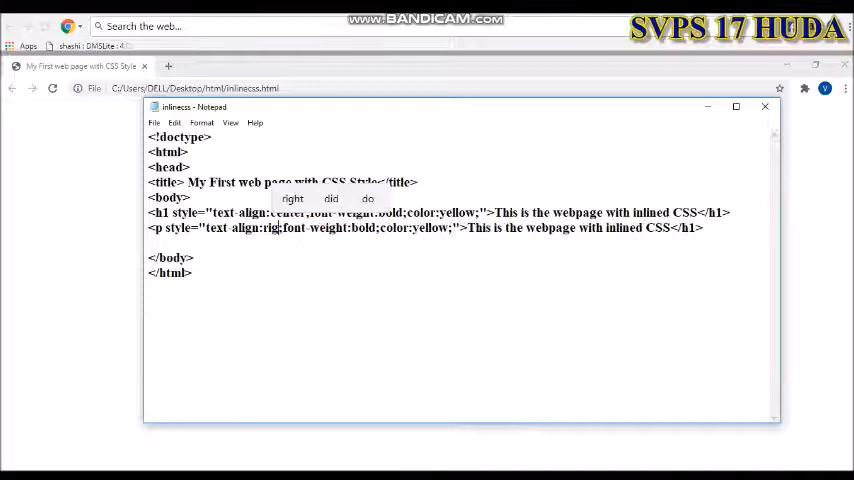 www.BANDICAM.com
SVPS 17 HUDA
Search the web...
Apps shashi : DMSLite : 4.
My First web page with CSS Style
File C:/Users/DELL/Desktop/html/inlinecss.html
inlinecss - Notepad
File Edit Format View Help
<!doctype>
<html>
<head>
<title> My First web page with CSS Style</title>
<body>
right did do
<h1 style="text-align:center;font-weight:bold;color:yellow;">This is the webpage with inlined CSS</h1>
<p style="text-align:rig;font-weight:bold;color:yellow;">This is the webpage with inlined CSS</h1>
</body>
</html>